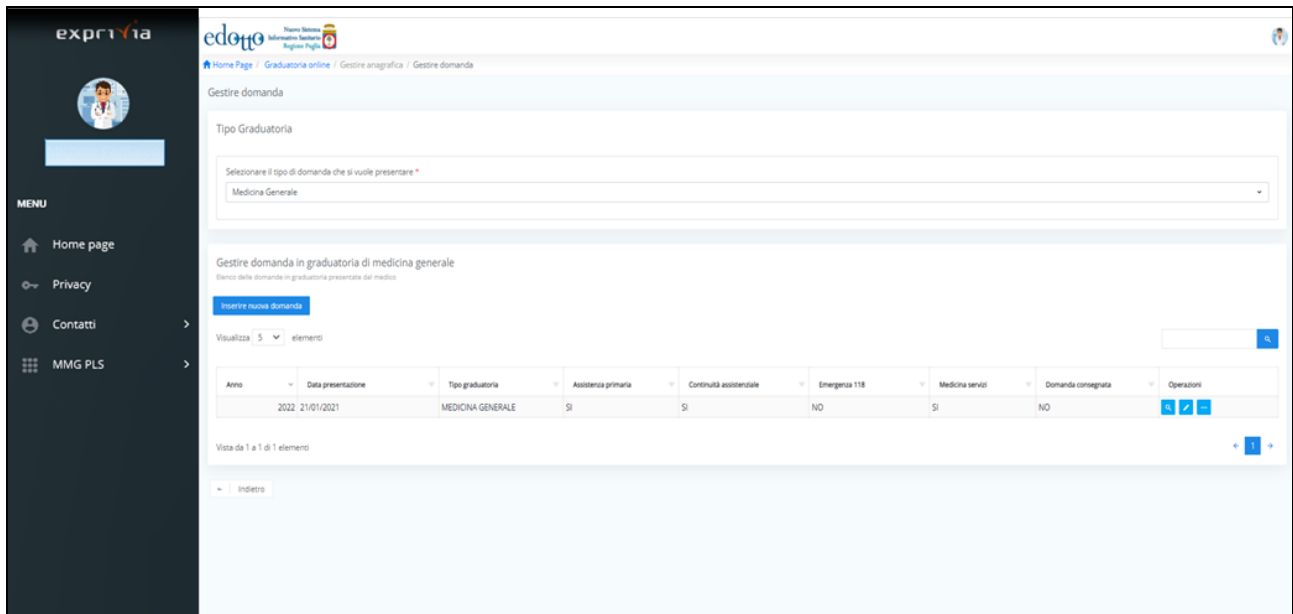 exprivia
edotto Nuovo Sistema Informativo Sanitario Regione Puglia
Home Page / Graduatoria online / Gestire anagrafica / Gestire domanda
Gestire domanda
Tipo Graduatoria
Selezionare il tipo di domanda che si vuole presentare *
Medicina Generale
MENU
Home page
Privacy
Contatti
MMG PLS
Gestire domanda in graduatoria di medicina generale
Elenco delle domande in graduatoria presentate dal medico
Inserire nuova domanda
Visualizza 5 elementi
Anno Data presentazione Tipo graduatoria Assistenza primaria Continuità assistenziale Emergenza 118 Medicina servizi Domanda consegnata Operazioni
2022 21/01/2021 MEDICINA GENERALE SI SI NO SI NO
Vista da 1 a 1 di 1 elementi
← 1 →
← Indietro